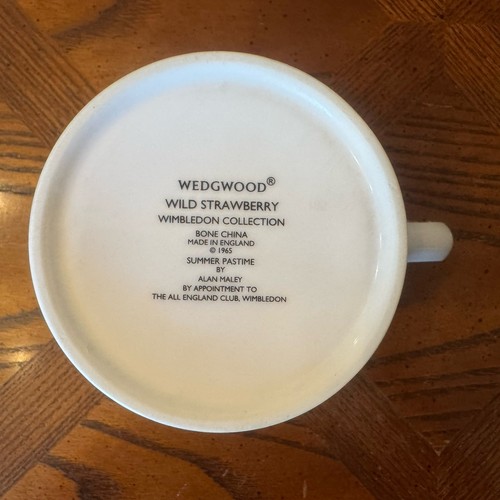 WEDGWOOD®
WILD STRAWBERRY
WIMBLEDON COLLECTION
BONE CHINA
MADE IN ENGLAND
© 1965
SUMMER PASTIME
BY
ALAN MALEY
BY APPOINTMENT TO
THE ALL ENGLAND CLUB, WIMBLEDON